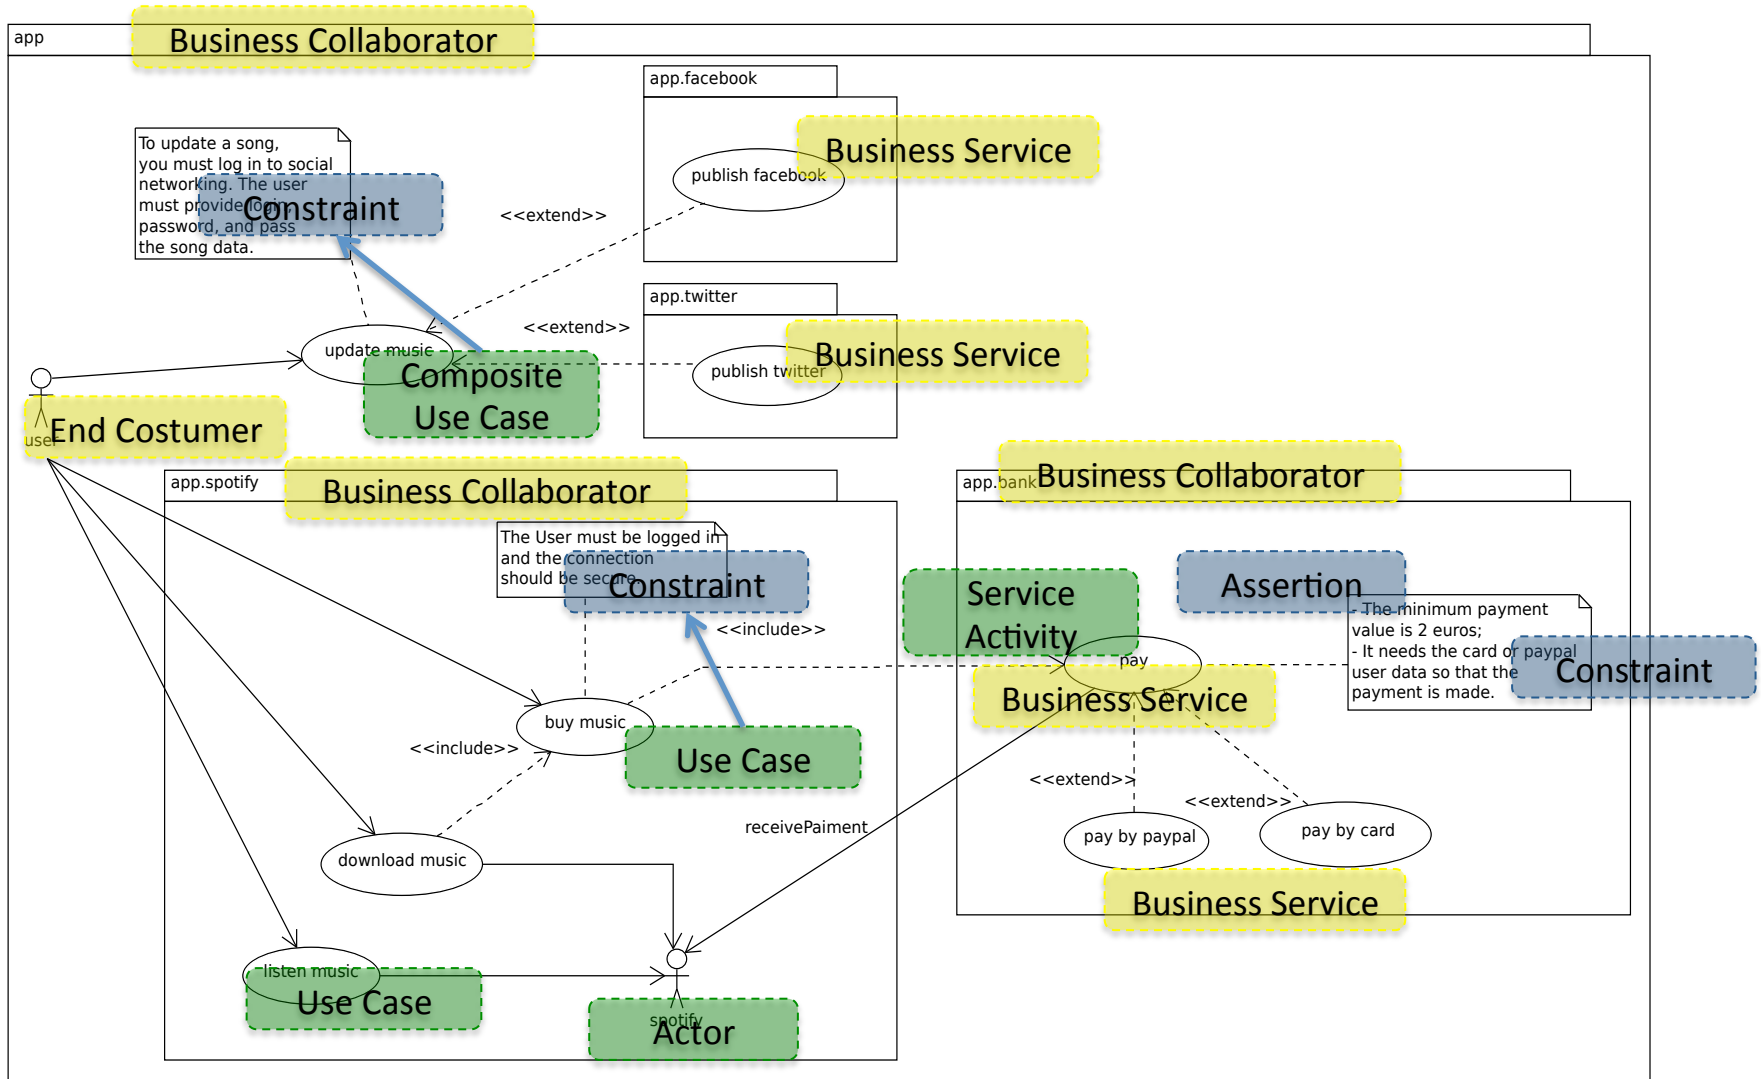 app
Business Collaborator
app.facebook
To update a song,
you must log in to social
networking. The user
must provide login,
password, and pass
the song data.
Constraint
publish facebook
Business Service
<<extend>>
app.twitter
<<extend>>
update music
Composite
Use Case
publish twitter
Business Service
user
End Costumer
app.spotify
Business Collaborator
app.bank
Business Collaborator
The User must be logged in
and the connection
should be secure.
Constraint
<<include>>
Service
Activity
Assertion
- The minimum payment
value is 2 euros;
- It needs the card or paypal
user data so that the
payment is made.
Constraint
pay
Business Service
buy music
<<include>>
Use Case
<<extend>>
<<extend>>
receivePaiment
pay by paypal
pay by card
download music
Business Service
listen music
Use Case
spotify
Actor